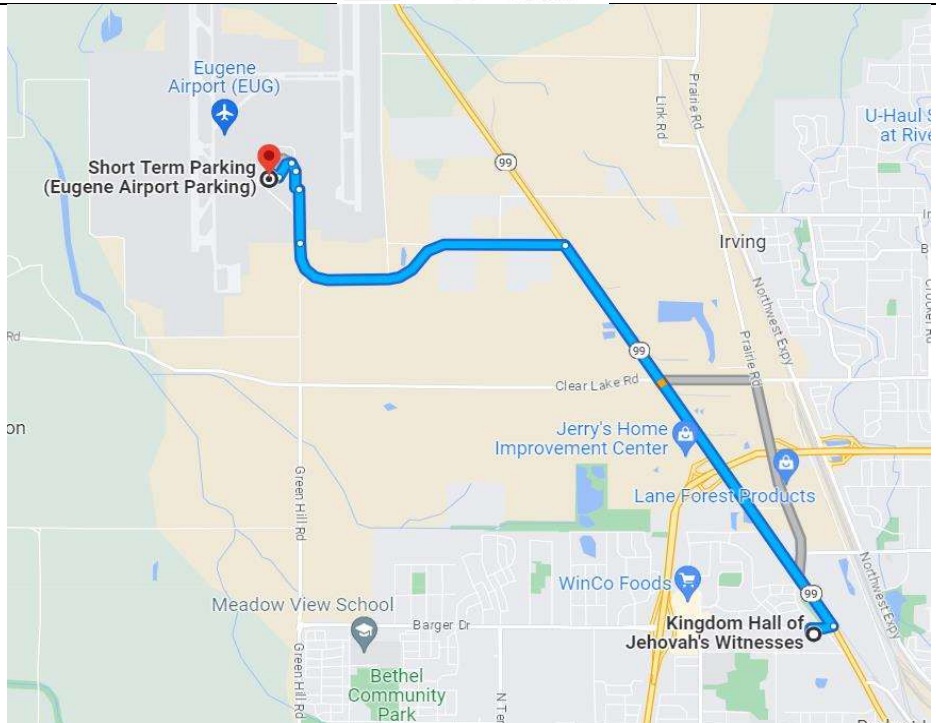 Eugene
Airport (EUG)
Short Term Parking
(Eugene Airport Parking)
99
Link Rd
Prairie Rd
U-Haul S
at Rive
Irving
Northwest Expy
99
Prairie Rd
Rd
Clear Lake Rd
on
Jerry's Home
Improvement Center
Lane Forest Products
Green Hill Rd
WinCo Foods
99
Northwest Expy
Meadow View School
Barger Dr
Kingdom Hall of
Jehovah's Witnesses
Green Hill Rd
Bethel
Community
Park
N Ter